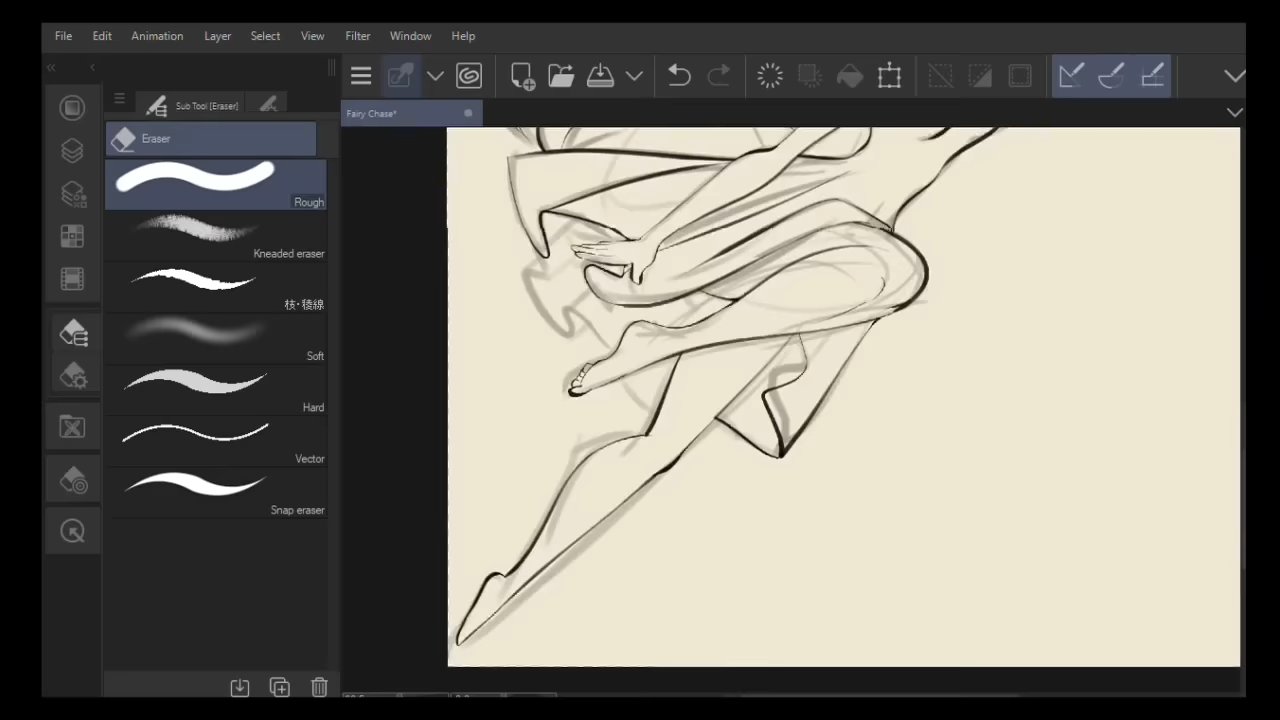 File Edit Animation Layer Select View Filter Window Help
Sub Tool [Eraser]
Fairy Chase*
Eraser
Rough
Kneaded eraser
枝・稜線
Soft
Hard
Vector
Snap eraser